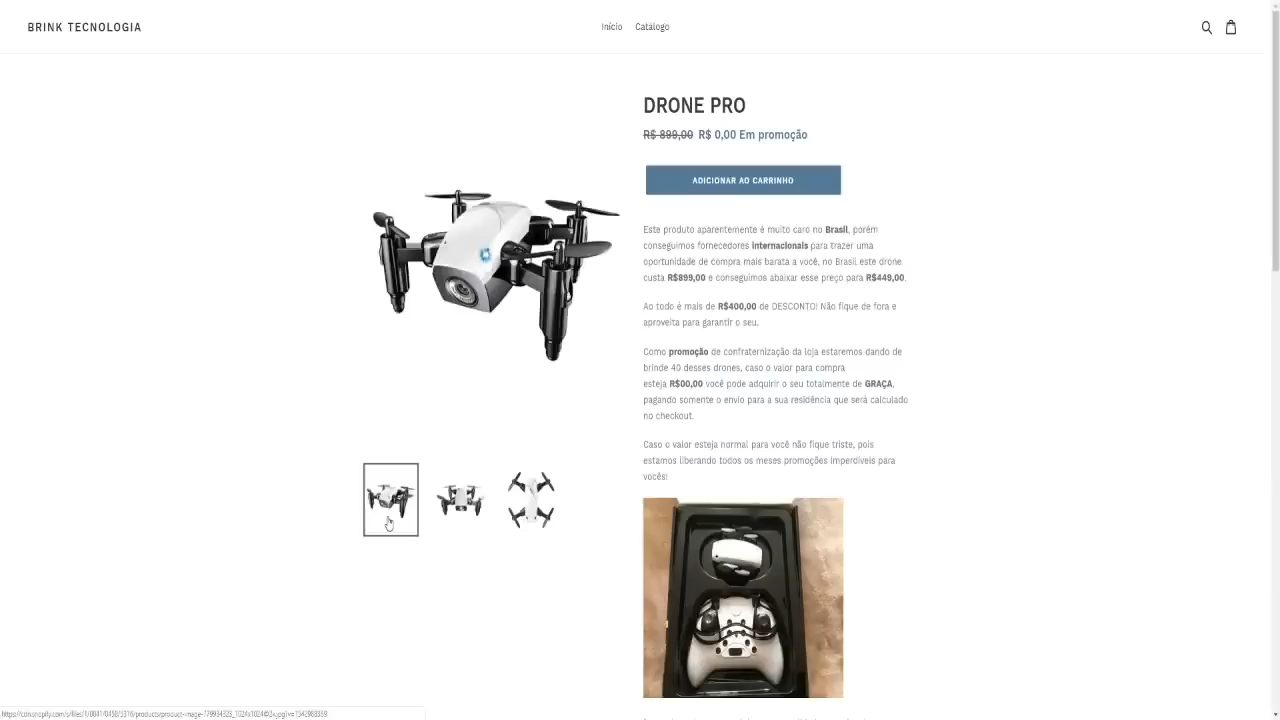 BRINK TECNOLOGIA
Início Catálogo
DRONE PRO
R$ 899,00 R$ 0,00 Em promoção
ADICIONAR AO CARRINHO
Este produto aparentemente é muito caro no Brasil, porém
conseguimos fornecedores internacionais para trazer uma
oportunidade de compra mais barata a você, no Brasil este drone
custa R$899,00 e conseguimos abaixar esse preço para R$449,00.
Ao todo é mais de R$400,00 de DESCONTO! Não fique de fora e
aproveita para garantir o seu.
Como promoção de confraternização da loja estaremos dando de
brinde 40 desses drones, caso o valor para compra
esteja R$00,00 você pode adquirir o seu totalmente de GRAÇA,
pagando somente o envio para a sua residência que será calculado
no checkout.
Caso o valor esteja normal para você não fique triste, pois
estamos liberando todos os meses promoções imperdíveis para
vocês!